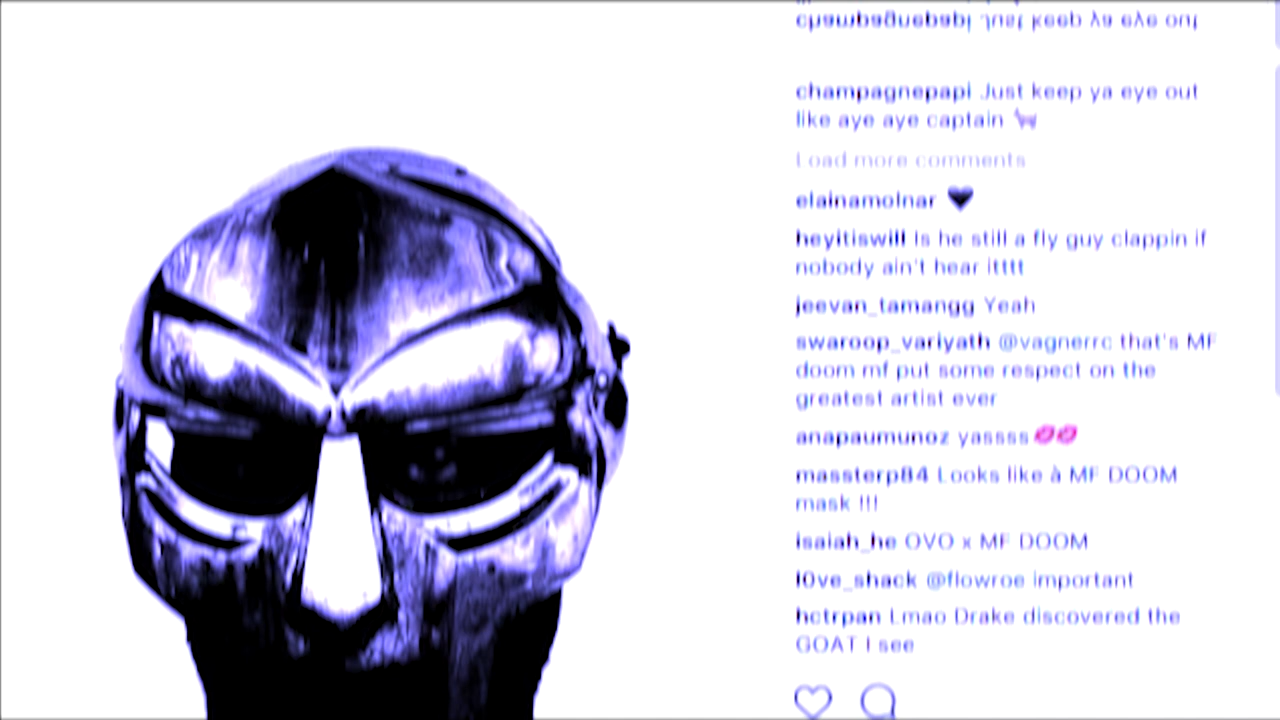 champagnepapi Just keep ya eye out
like aye aye captain
Load more comments
elainamolnar
heyitiswill Is he still a fly guy clappin if
nobody ain't hear itttt
jeevan_tamangg Yeah
swaroop_variyath @vagnerrc that's MF
doom mf put some respect on the
greatest artist ever
anapaumunoz yassss
massterp84 Looks like à MF DOOM
mask !!!
isaiah_he OVO x MF DOOM
l0ve_shack @flowroe important
hctrpan Lmao Drake discovered the
GOAT I see